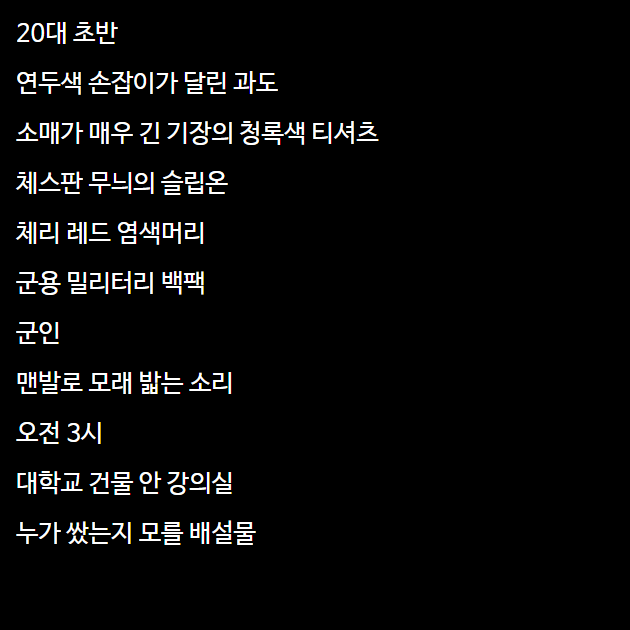 20대 초반
연두색 손잡이가 달린 과도
소매가 매우 긴 기장의 청록색 티셔츠
체스판 무늬의 슬립온
체리 레드 염색머리
군용 밀리터리 백팩
군인
맨발로 모래 밟는 소리
오전 3시
대학교 건물 안 강의실
누가 쌌는지 모를 배설물